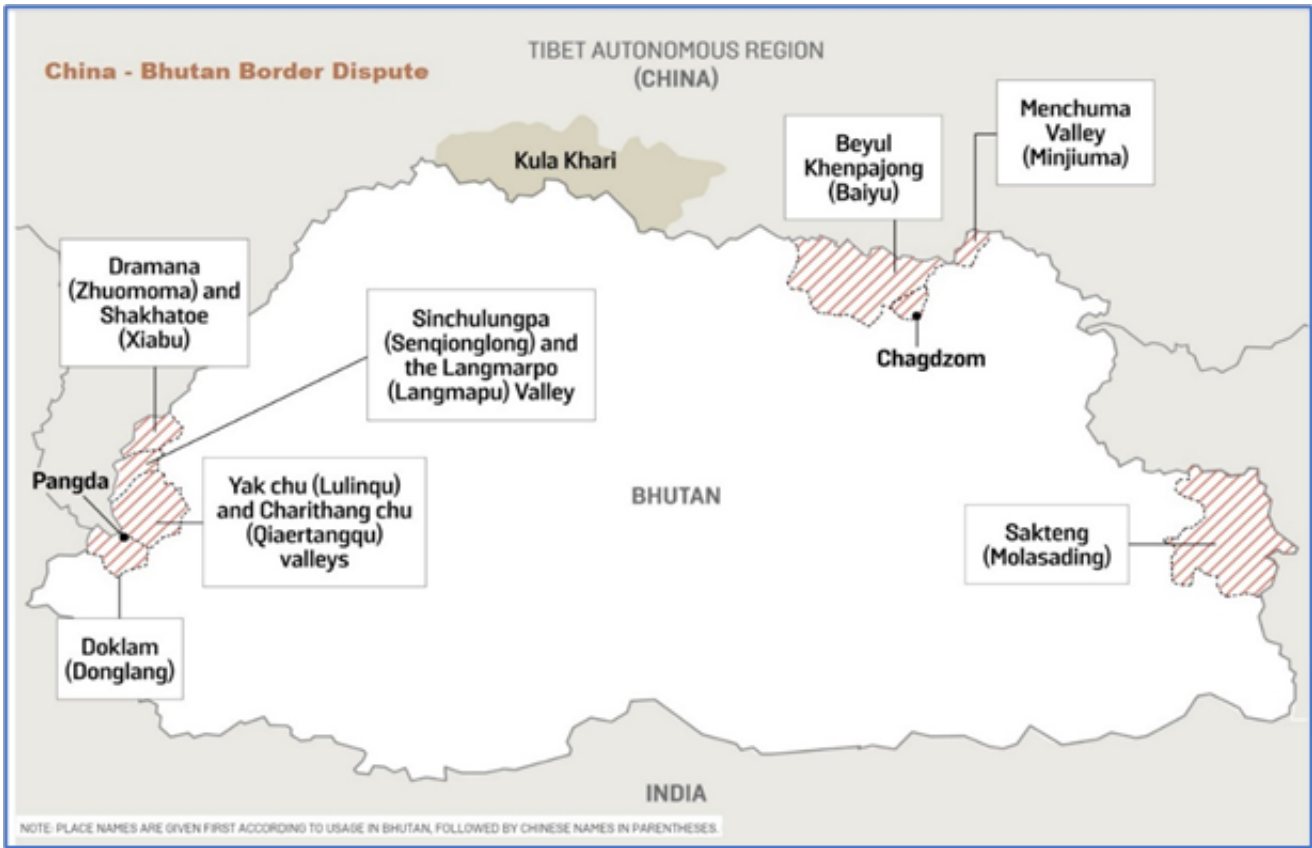 TIBET AUTONOMOUS REGION
(CHINA)
China - Bhutan Border Dispute
Menchuma
Valley
(Minjiuma)
Beyul
Khenpajong
(Baiyu)
Kula Khari
Dramana
(Zhuomoma) and
Shakhatoe
(Xiabu)
Sinchulungpa
(Senqionglong) and
the Langmarpo
(Langmapu) Valley
Chagdzom
Pangda
Yak chu (Lulinqu)
and Charithang chu
(Qiaertangqu)
valleys
BHUTAN
Sakteng
(Molasading)
Doklam
(Donglang)
INDIA
NOTE: PLACE NAMES ARE GIVEN FIRST ACCORDING TO USAGE IN BHUTAN, FOLLOWED BY CHINESE NAMES IN PARENTHESES.